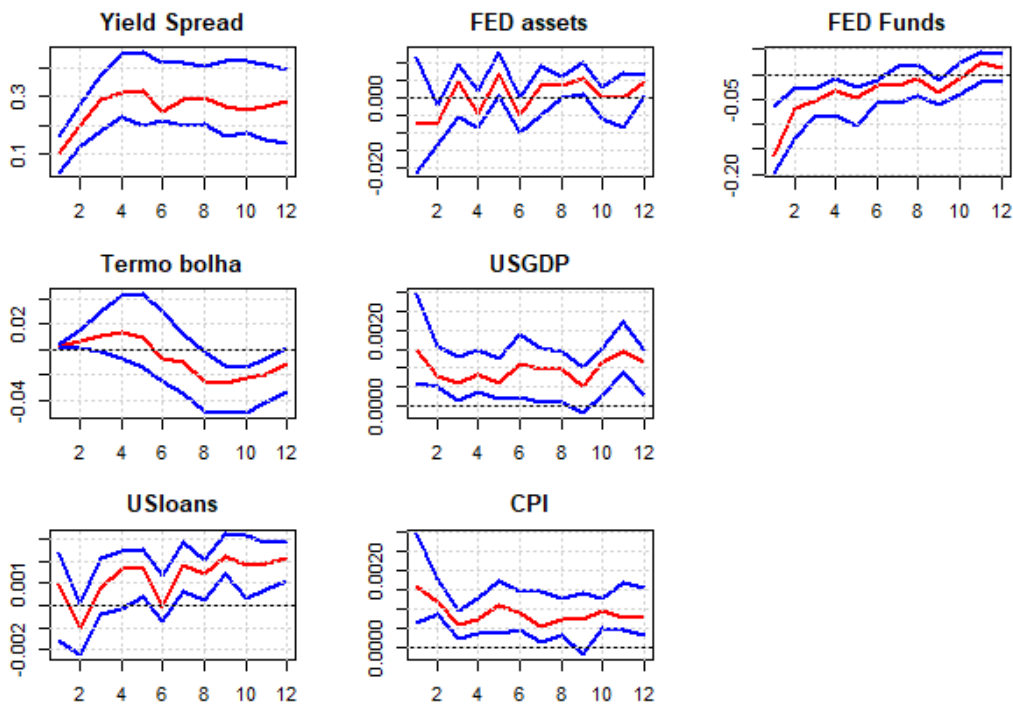 Yield Spread
0.1 0.3
2 4 6 8 10 12
FED assets
-0.020 0.000
2 4 6 8 10 12
FED Funds
-0.20 -0.05
2 4 6 8 10 12
Termo bolha
-0.04 0.02
2 4 6 8 10 12
USGDP
0.0000 0.0020
2 4 6 8 10 12
USloans
-0.002 0.001
2 4 6 8 10 12
CPI
0.0000 0.0020
2 4 6 8 10 12